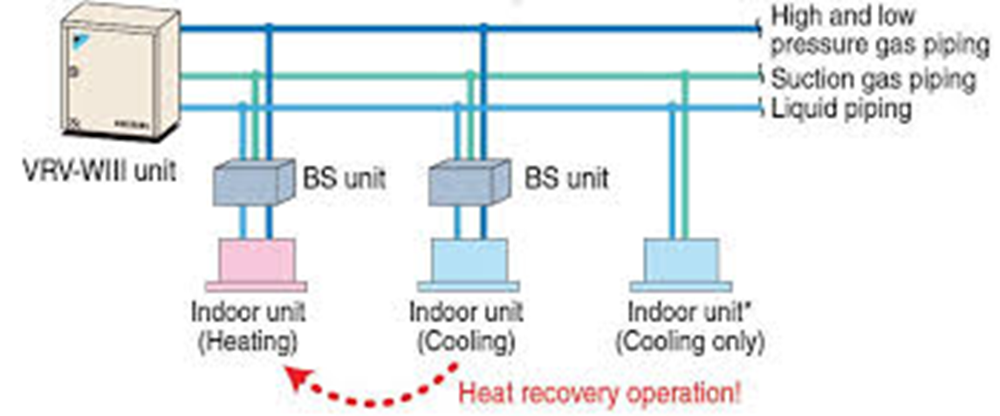 High and low
pressure gas piping
Suction gas piping
Liquid piping
VRV-WIII unit
BS unit
BS unit
Indoor unit
(Heating)
Indoor unit
(Cooling)
Indoor unit*
(Cooling only)
Heat recovery operation!